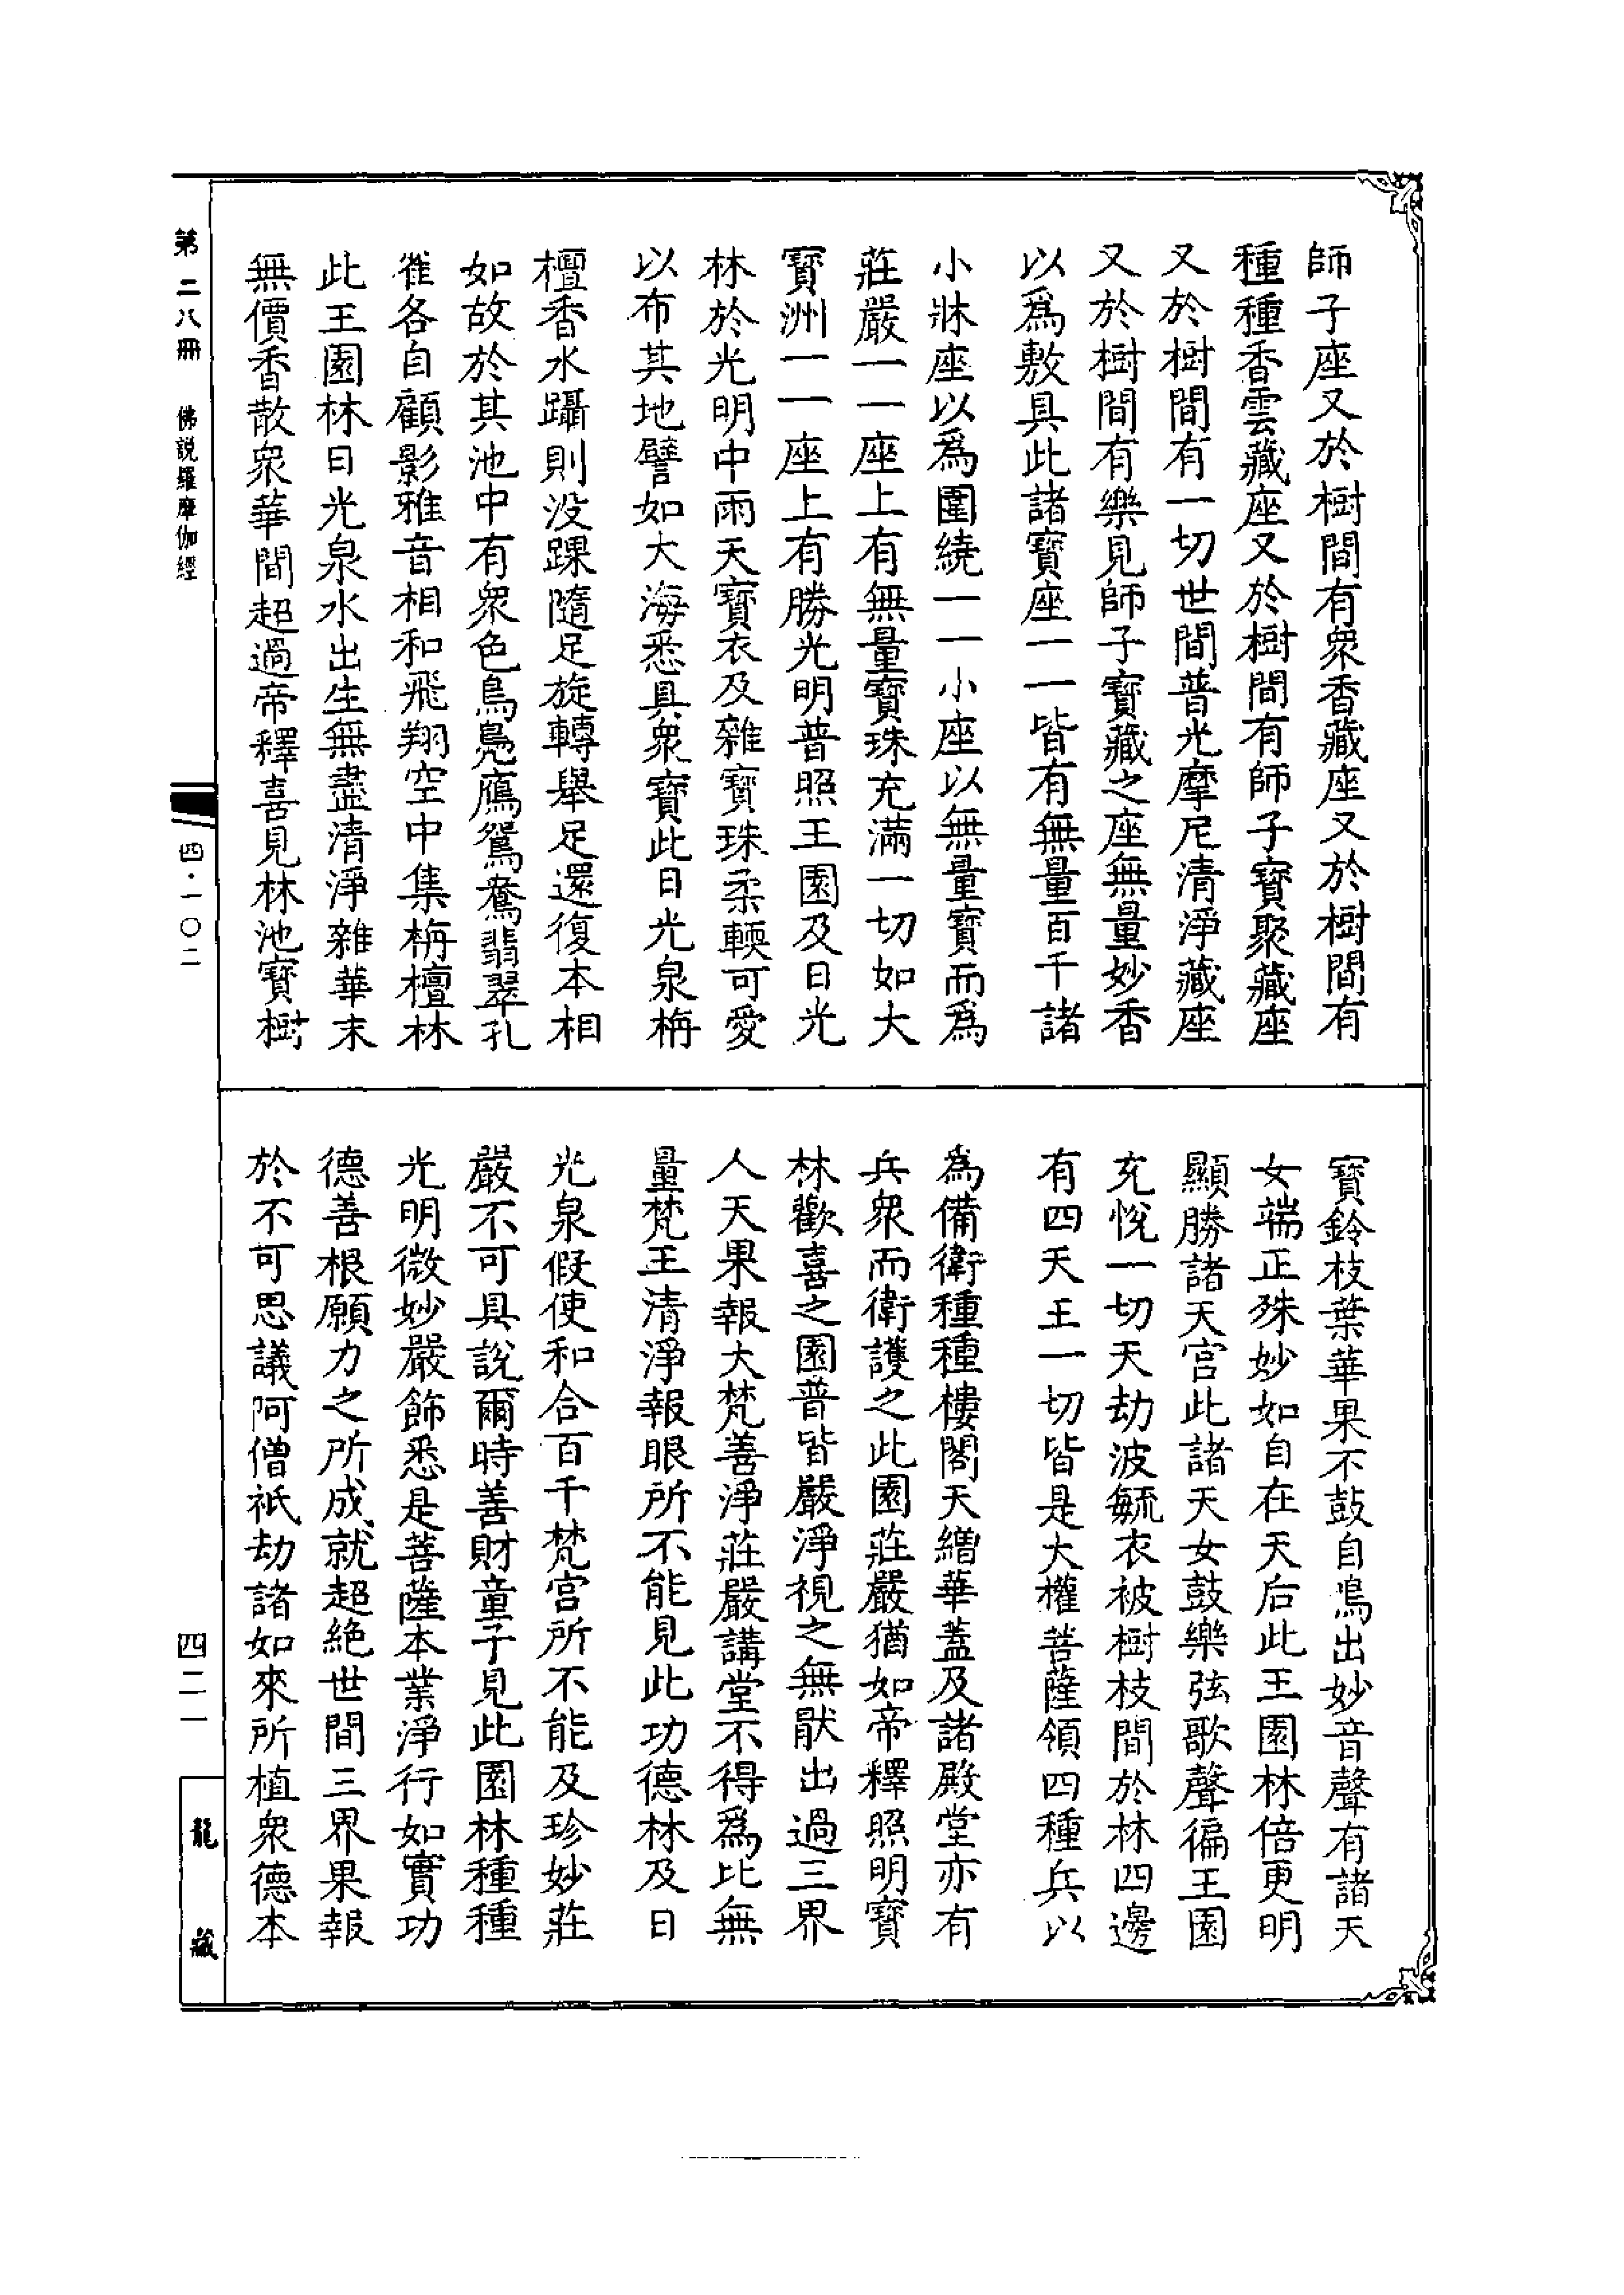 師子座又於樹間有衆香藏座又於樹間有
種種香雲藏座又於樹間有師子寶聚藏座
又於樹間有一切世間普光摩尼清淨藏座
又於樹間有樂見師子寶藏之座無量妙香
以爲敷具此諸寶座一一皆有無量百千諸
小牀座以爲圍繞一一小座以無量寶而爲
莊嚴一一座上有無量寶珠充滿一切如大
寶洲一一座上有勝光明普照王園及日光
林於光明中雨天寶衣及雜寶珠柔輭可愛
以布其地譬如大海悉具衆寶此日光泉栴
檀香水躡則没踝隨足旋轉舉足還復本相
如故於其池中有衆色鳥鳧鴈鴛鴦翡翠孔
雀各自顧影雅音相和飛翔空中集栴檀林
此王園林日光泉水出生無盡清淨雜華末
無價香散衆華間超過帝釋喜見林池寶樹
寶鈴枝葉華果不鼓自鳴出妙音聲有諸天
女端正殊妙如自在天后此王園林倍更明
顯勝諸天宮此諸天女鼓樂弦歌聲徧王園
充悅一切天劫波毓衣被樹枝間於林四邊
有四天王一切皆是大權菩薩領四種兵以
爲備衛種種樓閣天繒華蓋及諸殿堂亦有
兵衆而衛護之此園莊嚴猶如帝釋照明寶
林歡喜之園普皆嚴淨視之無猒出過三界
人天果報大梵善淨莊嚴講堂不得爲比無
量梵王清淨報眼所不能見此功德林及日
光泉假使和合百千梵宮所不能及珍妙莊
嚴不可具說爾時善財童子見此園林種種
光明微妙嚴飾悉是菩薩本業淨行如實功
德善根願力之所成就超絶世間三界果報
於不可思議阿僧祇劫諸如來所植衆德本
第二八冊　佛說羅摩伽經
四·一〇二
四二一
龍藏